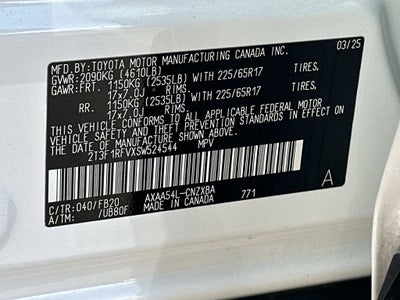 MFD.BY:TOYOTA MOTOR MANUFACTURING CANADA INC. 03/25
GVWR:2090KG (4610LB)
GAWR:FRT. 1150KG (2535LB) WITH 225/65R17 TIRES.
17x7.0J RIMS.
RR. 1150KG (2535LB) WITH 225/65R17 TIRES.
17x7.0J RIMS.
THIS VEHICLE CONFORMS TO ALL APPLICABLE FEDERAL MOTOR
VEHICLE SAFETY STANDARDS IN EFFECT ON
THE DATE OF MANUFACTURE SHOWN ABOVE.
2T3F1RFVXSW524544 MPV
C/TR:040/FB20 AXAA54L-CNZXBA 771 A
A/TM: /UB80F MADE IN CANADA